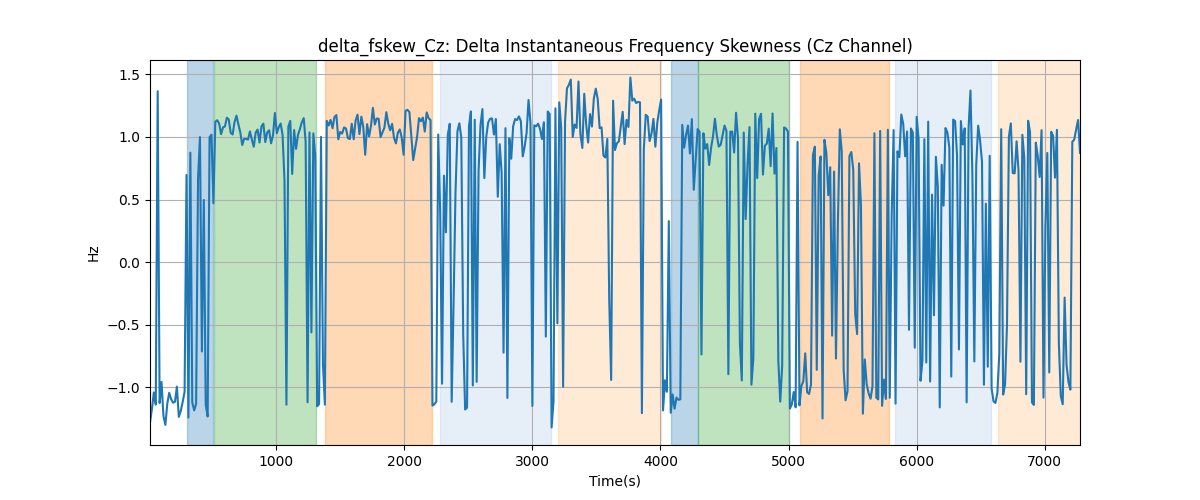 delta_fskew_Cz: Delta Instantaneous Frequency Skewness (Cz Channel)
1.5
1.0
0.5
0.0
−0.5
−1.0
Hz
1000 2000 3000 4000 5000 6000 7000
Time(s)